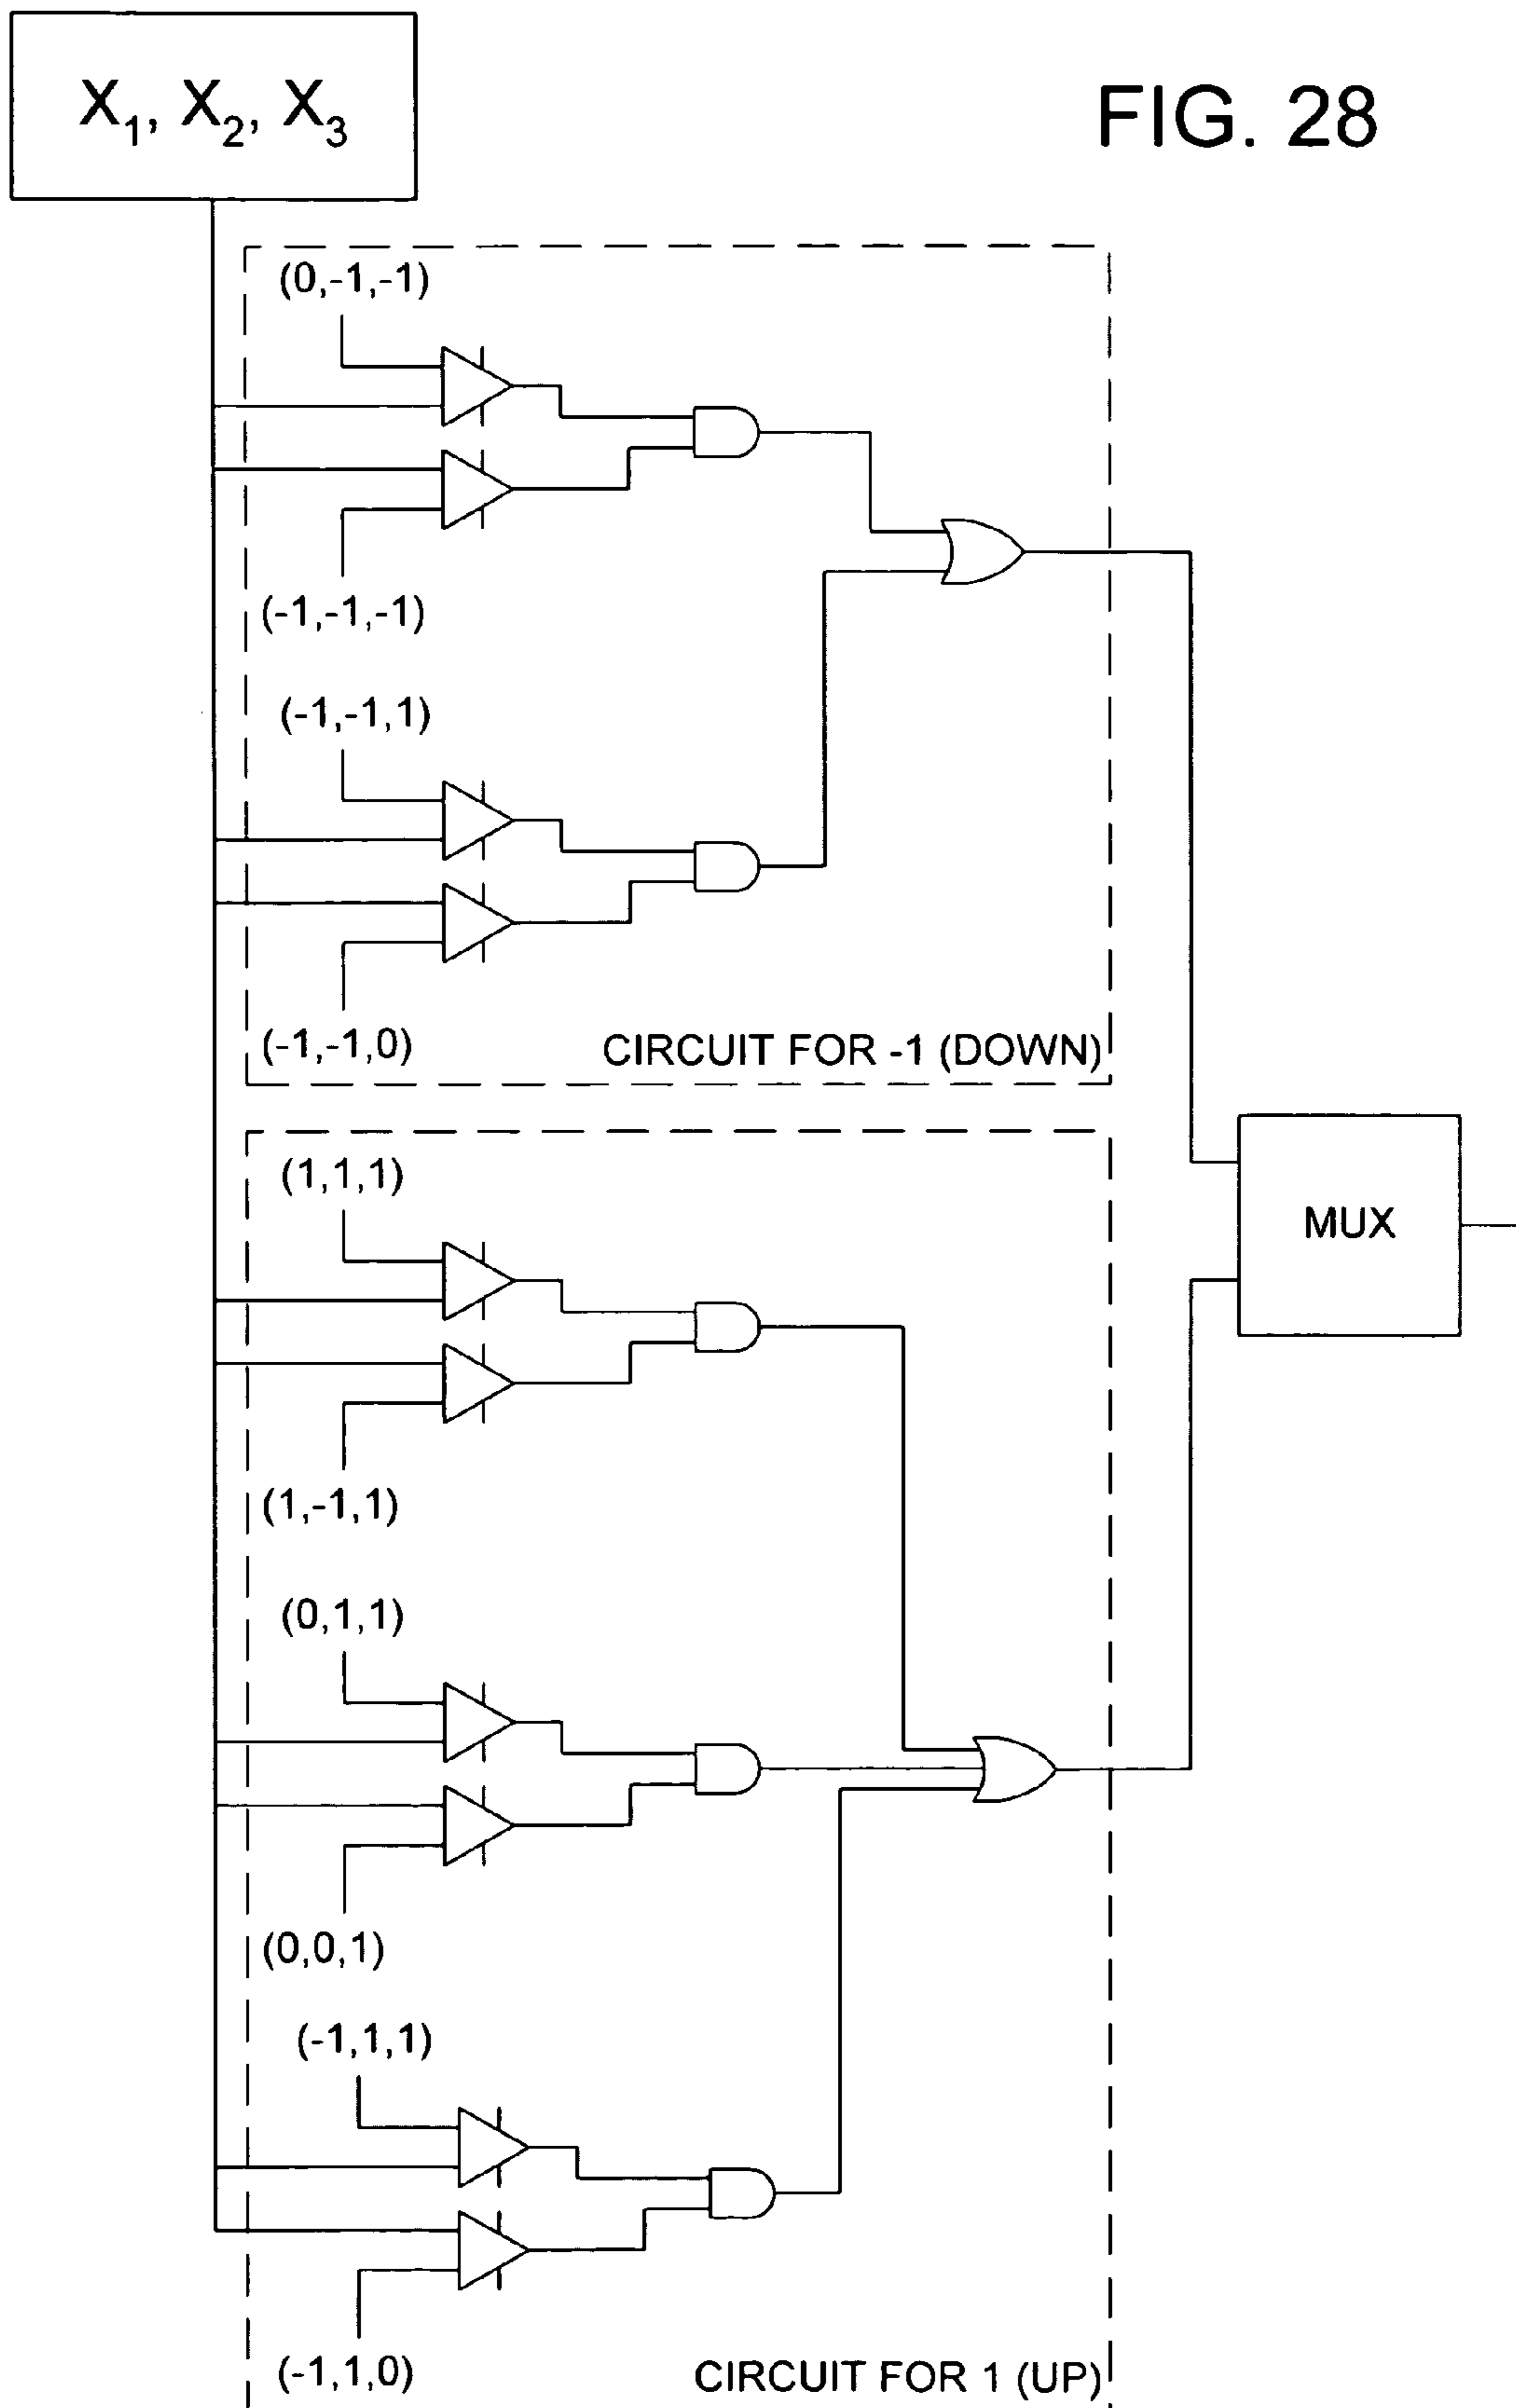 X₁, X₂, X₃
FIG. 28
(0,-1,-1)
(-1,-1,-1)
(-1,-1,1)
(-1,-1,0)
CIRCUIT FOR -1 (DOWN)
(1,1,1)
MUX
(1,-1,1)
(0,1,1)
(0,0,1)
(-1,1,1)
(-1,1,0)
CIRCUIT FOR 1 (UP)